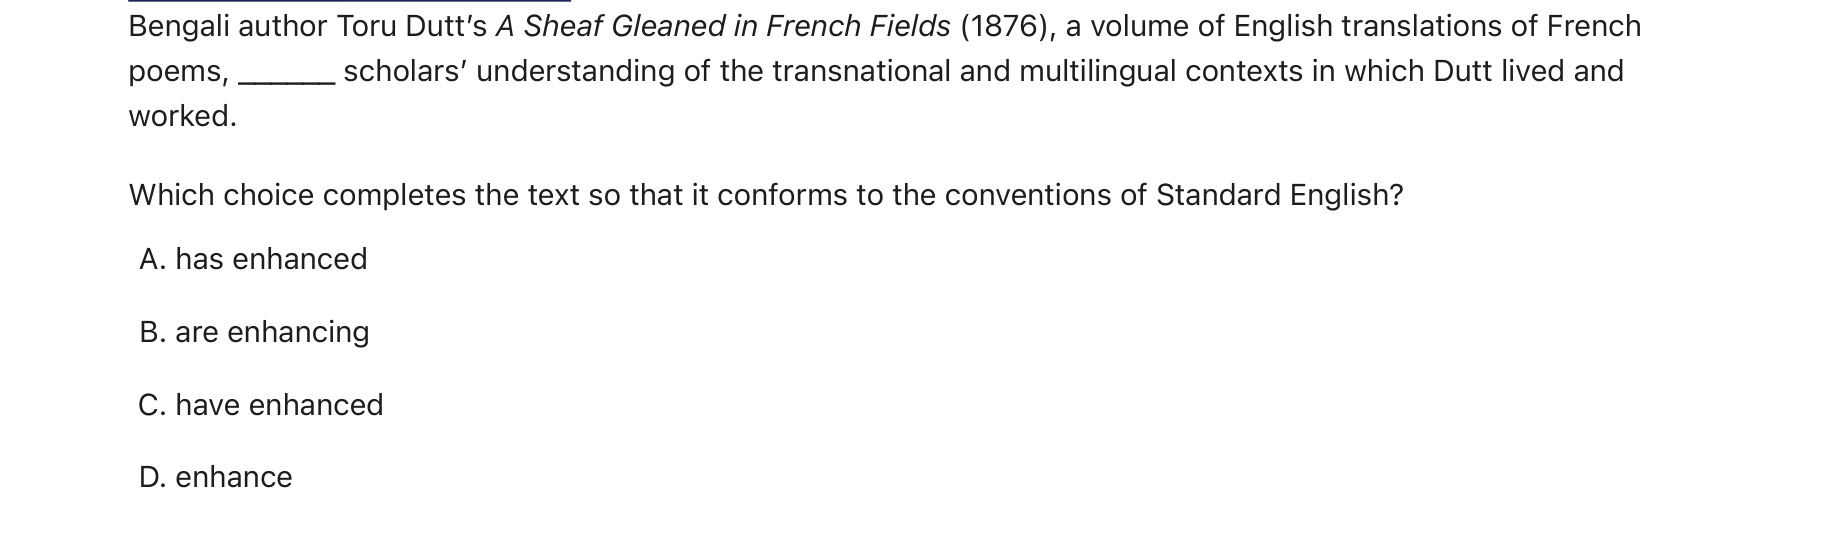 Bengali author Toru Dutt’s A Sheaf Gleaned in French Fields (1876), a volume of English translations of French
poems, ______ scholars’ understanding of the transnational and multilingual contexts in which Dutt lived and
worked.
Which choice completes the text so that it conforms to the conventions of Standard English?
A. has enhanced
B. are enhancing
C. have enhanced
D. enhance